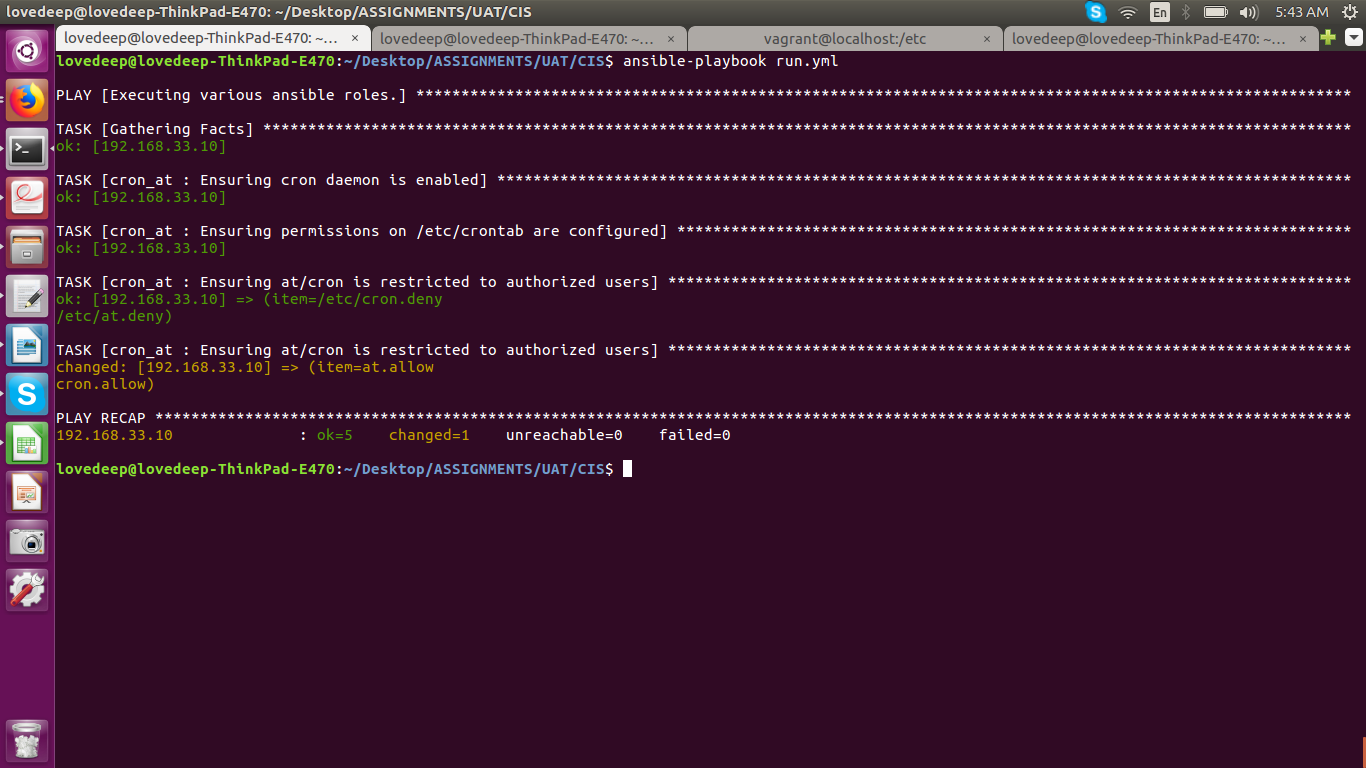 lovedeep@lovedeep-ThinkPad-E470: ~/Desktop/ASSIGNMENTS/UAT/CIS
En
5:43 AM
lovedeep@lovedeep-ThinkPad-E470: ~... ×
lovedeep@lovedeep-ThinkPad-E470: ~... ×
vagrant@localhost:/etc ×
lovedeep@lovedeep-ThinkPad-E470: ~... ×
lovedeep@lovedeep-ThinkPad-E470:~/Desktop/ASSIGNMENTS/UAT/CIS$ ansible-playbook run.yml
PLAY [Executing various ansible roles.] ********************************************************************************************************
TASK [Gathering Facts] *************************************************************************************************************************
ok: [192.168.33.10]
TASK [cron_at : Ensuring cron daemon is enabled] ***********************************************************************************************
ok: [192.168.33.10]
TASK [cron_at : Ensuring permissions on /etc/crontab are configured] ***************************************************************************
ok: [192.168.33.10]
TASK [cron_at : Ensuring at/cron is restricted to authorized users] ****************************************************************************
ok: [192.168.33.10] => (item=/etc/cron.deny
/etc/at.deny)
TASK [cron_at : Ensuring at/cron is restricted to authorized users] ****************************************************************************
changed: [192.168.33.10] => (item=at.allow
cron.allow)
PLAY RECAP *************************************************************************************************************************************
192.168.33.10              : ok=5    changed=1    unreachable=0    failed=0
lovedeep@lovedeep-ThinkPad-E470:~/Desktop/ASSIGNMENTS/UAT/CIS$